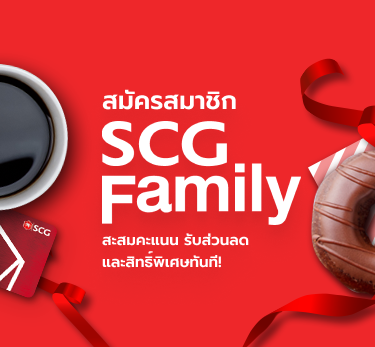 สมัครสมาชิก
SCG
Family
สะสมคะแนน รับส่วนลด
และสิทธิ์พิเศษทันที!
SCG